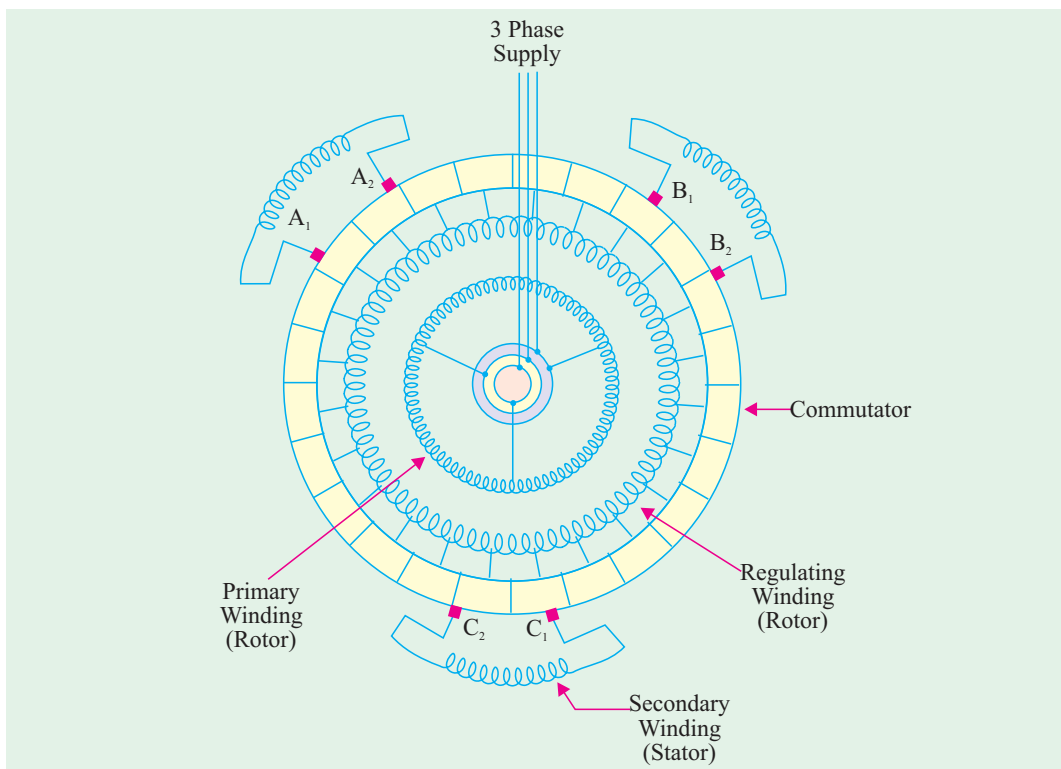 3 Phase
Supply
A₂
A₁
B₁
B₂
Commutator
Primary
Winding
(Rotor)
Regulating
Winding
(Rotor)
C₂
C₁
Secondary
Winding
(Stator)